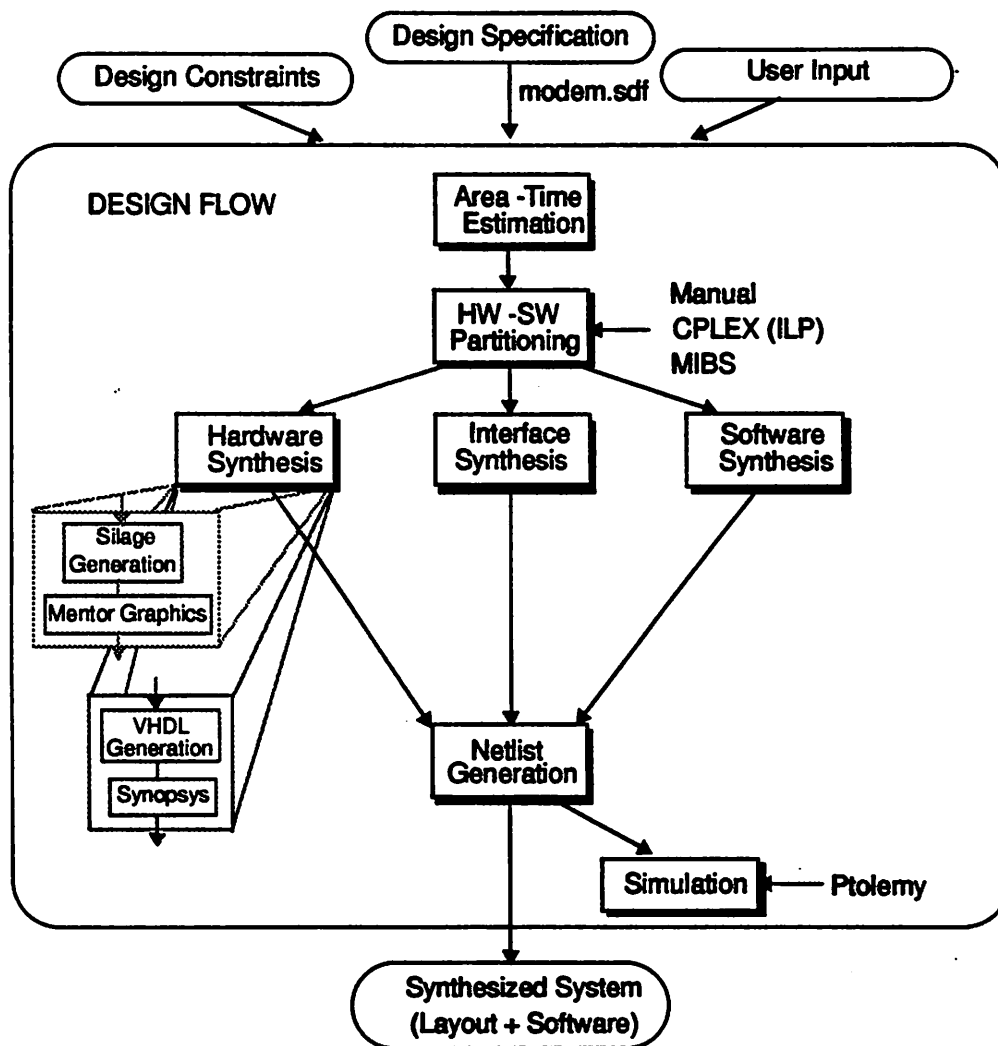 Design Specification
Design Constraints
User Input
modem.sdf
DESIGN FLOW
Area -Time
Estimation
HW -SW
Partitioning
Manual
CPLEX (ILP)
MIBS
Hardware
Synthesis
Interface
Synthesis
Software
Synthesis
Silage
Generation
Mentor Graphics
VHDL
Generation
Synopsys
Netlist
Generation
Simulation
Ptolemy
Synthesized System
(Layout + Software)